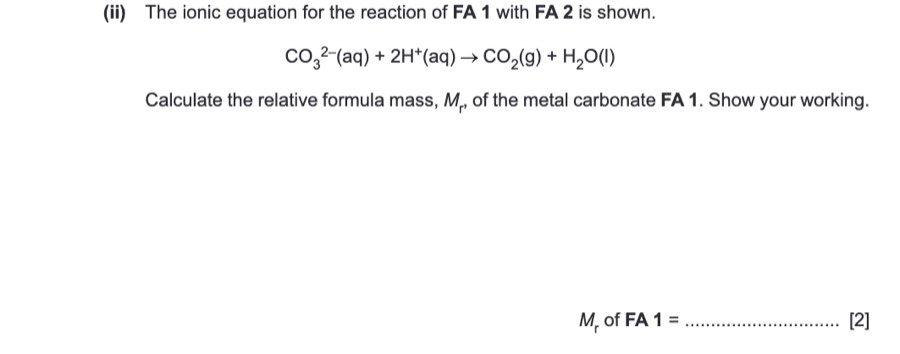 (ii) The ionic equation for the reaction of FA 1 with FA 2 is shown.
CO₃²⁻(aq) + 2H⁺(aq) → CO₂(g) + H₂O(l)
Calculate the relative formula mass, Mᵣ, of the metal carbonate FA 1. Show your working.
Mᵣ of FA 1 = .............................. [2]